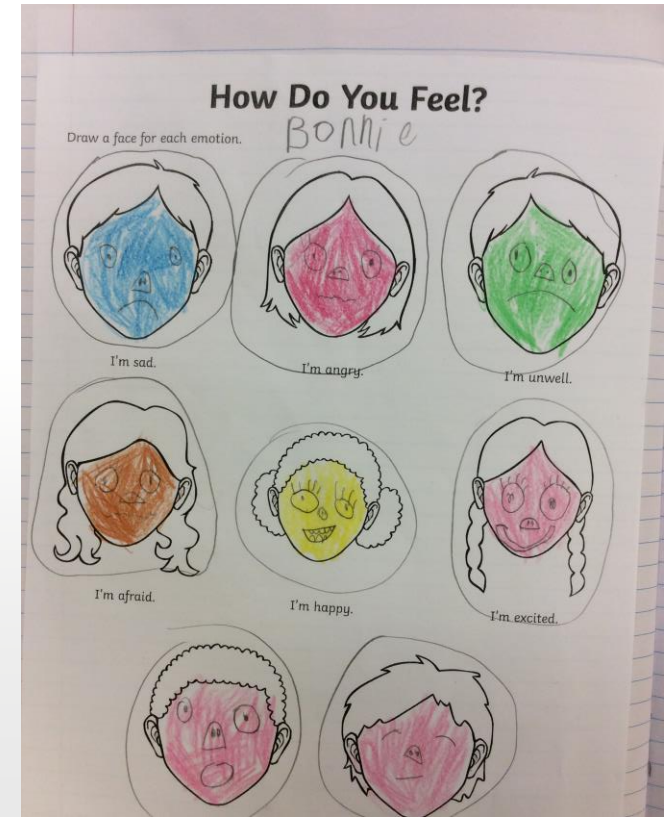 How Do You Feel?
Bonnie
Draw a face for each emotion.
I'm sad.
I'm angry.
I'm unwell.
I'm afraid.
I'm happy.
I'm excited.